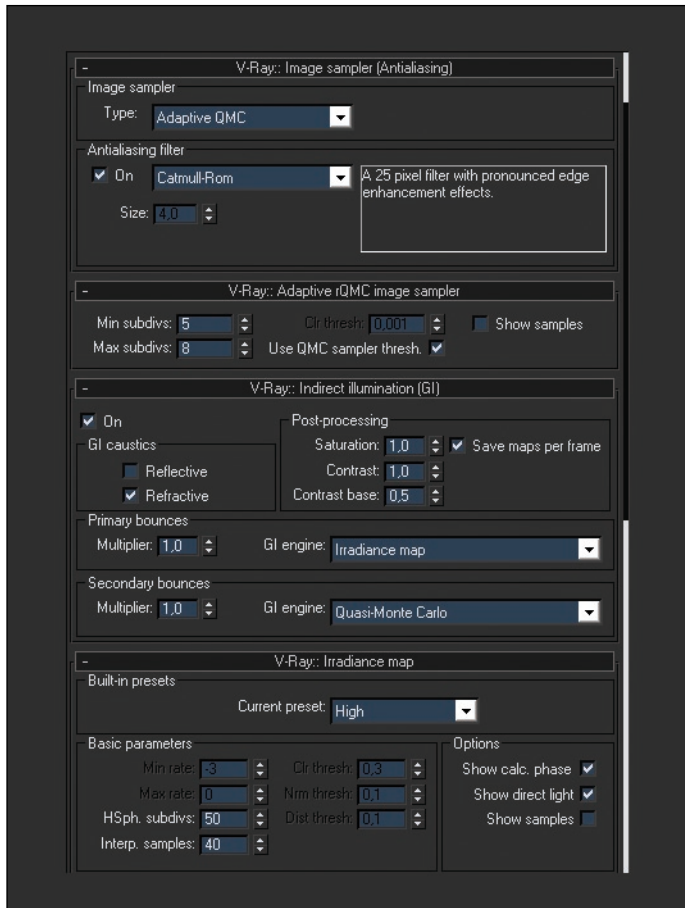 - V-Ray:: Image sampler (Antialiasing)
Image sampler
Type: Adaptive QMC
Antialiasing filter
On Catmull-Rom
A 25 pixel filter with pronounced edge
enhancement effects.
Size: 4,0
- V-Ray:: Adaptive rQMC image sampler
Min subdivs: 5 Clr thresh: 0,001 Show samples
Max subdivs: 8 Use QMC sampler thresh.
- V-Ray:: Indirect illumination (GI)
On
Post-processing
Saturation: 1,0 Save maps per frame
GI caustics
Reflective
Contrast: 1,0
Refractive
Contrast base: 0,5
Primary bounces
Multiplier: 1,0 GI engine: Irradiance map
Secondary bounces
Multiplier: 1,0 GI engine: Quasi-Monte Carlo
- V-Ray:: Irradiance map
Built-in presets
Current preset: High
Basic parameters
Min rate: -3 Clr thresh: 0,3
Max rate: 0 Nrm thresh: 0,1
HSph. subdivs: 50 Dist thresh: 0,1
Interp. samples: 40
Options
Show calc. phase
Show direct light
Show samples